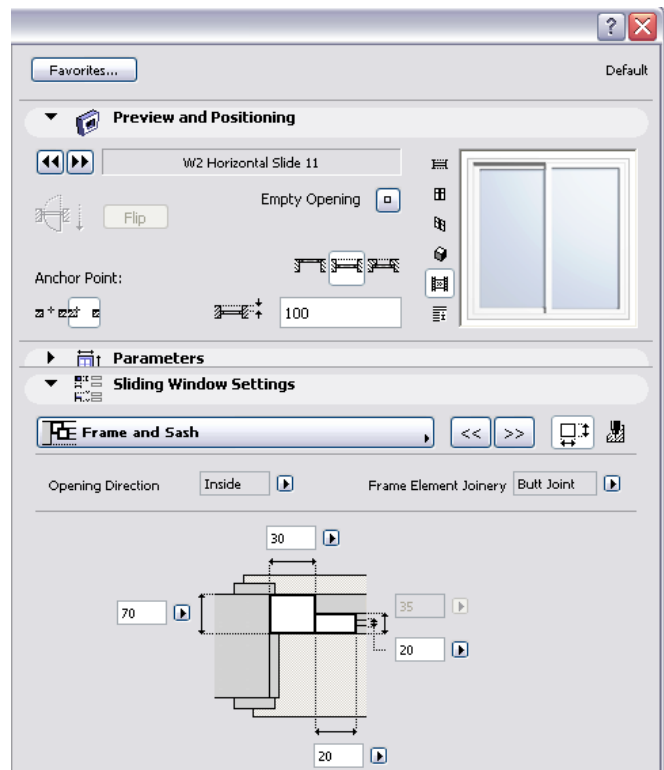 ?
Favorites...
Default
Preview and Positioning
W2 Horizontal Slide 11
Empty Opening
Flip
Anchor Point:
100
Parameters
Sliding Window Settings
Frame and Sash
<< >>
Opening Direction Inside Frame Element Joinery Butt Joint
30
70
35
20
20